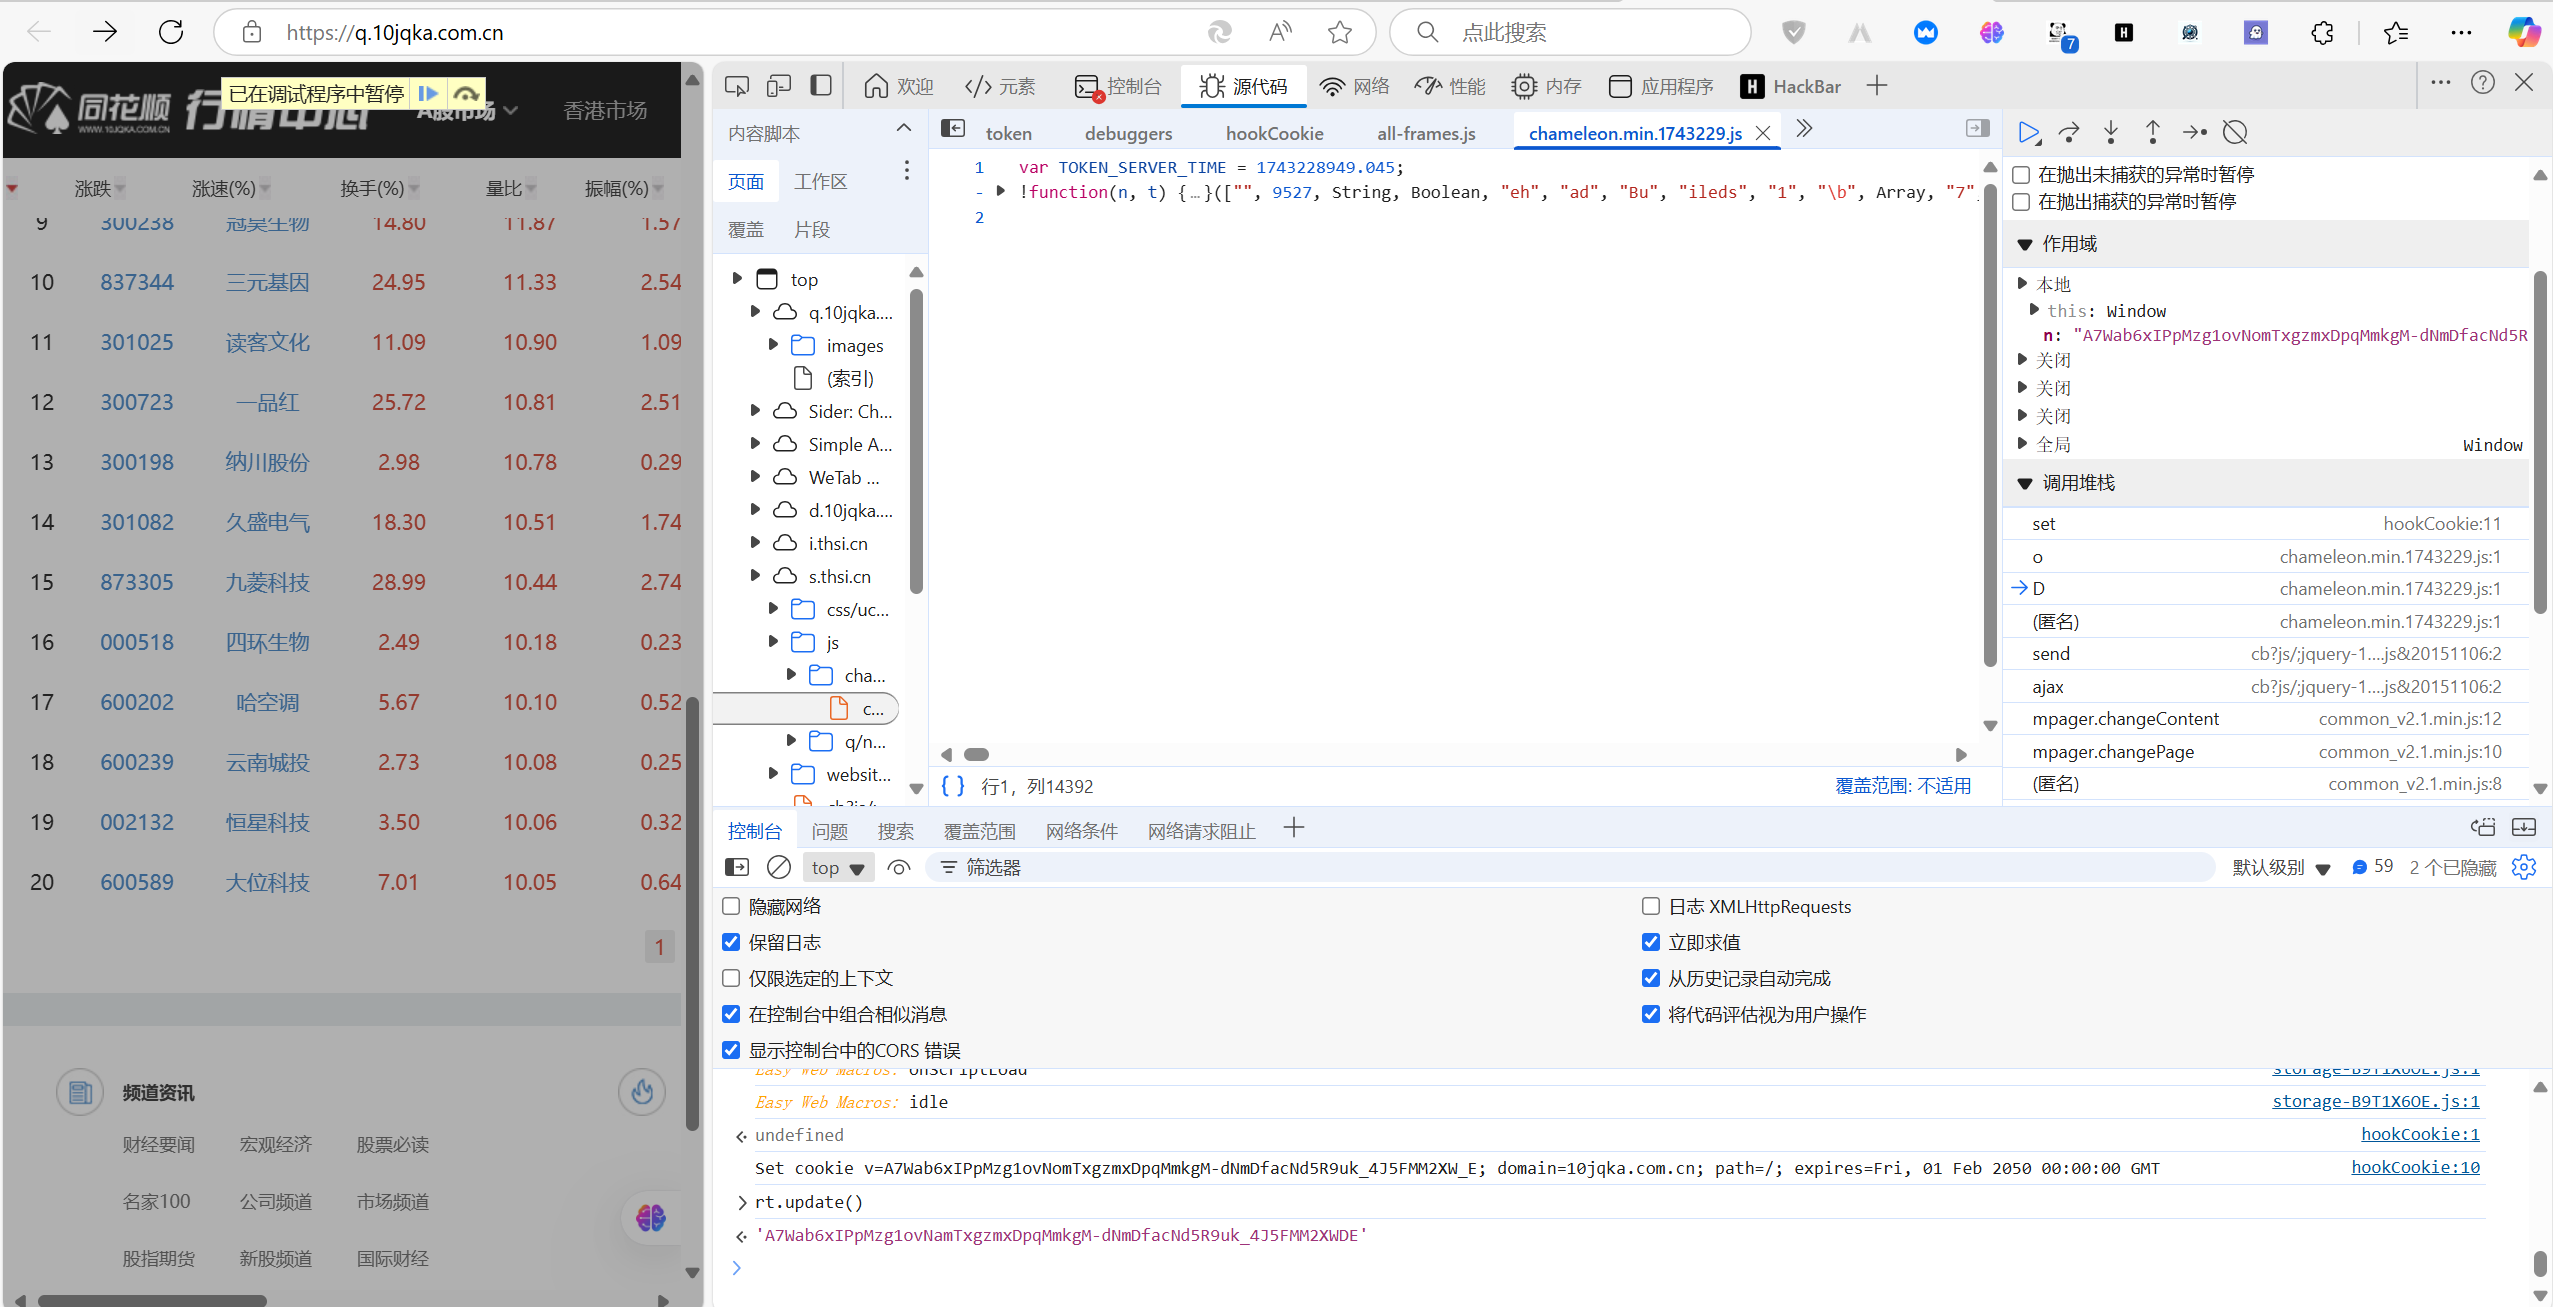 https://q.10jqka.com.cn
点此搜索
7
同花顺
WWW.10JQKA.COM.CN
行情中心
已在调试程序中暂停
A股市场
香港市场
涨跌 涨速(%) 换手(%) 量比 振幅(%)
9 300238 冠昊生物 14.80 11.87 1.57
10 837344 三元基因 24.95 11.33 2.54
11 301025 读客文化 11.09 10.90 1.09
12 300723 一品红 25.72 10.81 2.51
13 300198 纳川股份 2.98 10.78 0.29
14 301082 久盛电气 18.30 10.51 1.74
15 873305 九菱科技 28.99 10.44 2.74
16 000518 四环生物 2.49 10.18 0.23
17 600202 哈空调 5.67 10.10 0.52
18 600239 云南城投 2.73 10.08 0.25
19 002132 恒星科技 3.50 10.06 0.32
20 600589 大位科技 7.01 10.05 0.64
1
频道资讯
财经要闻 宏观经济 股票必读
名家100 公司频道 市场频道
股指期货 新股频道 国际财经
欢迎 元素 控制台 源代码 网络 性能 内存 应用程序 H HackBar
内容脚本
页面 工作区
覆盖 片段
top
q.10jqka....
images
(索引)
Sider: Ch...
Simple A...
WeTab ...
d.10jqka....
i.thsi.cn
s.thsi.cn
css/uc...
js
cha...
c...
q/n...
websit...
token debuggers hookCookie all-frames.js chameleon.min.1743229.js
1 var TOKEN_SERVER_TIME = 1743228949.045;
- !function(n, t) {…}(["", 9527, String, Boolean, "eh", "ad", "Bu", "ileds", "1", "\b", Array, "7",
2
{ } 行1，列14392 覆盖范围: 不适用
在抛出未捕获的异常时暂停
在抛出捕获的异常时暂停
作用域
本地
this: Window
n: "A7Wab6xIPpMzg1ovNomTxgzmxDpqMmkgM-dNmDfacNd5R
关闭
关闭
关闭
全局 Window
调用堆栈
set hookCookie:11
o chameleon.min.1743229.js:1
D chameleon.min.1743229.js:1
(匿名) chameleon.min.1743229.js:1
send cb?js/;jquery-1....js&20151106:2
ajax cb?js/;jquery-1....js&20151106:2
mpager.changeContent common_v2.1.min.js:12
mpager.changePage common_v2.1.min.js:10
(匿名) common_v2.1.min.js:8
控制台 问题 搜索 覆盖范围 网络条件 网络请求阻止
top 筛选器 默认级别 59 2 个已隐藏
隐藏网络 日志 XMLHttpRequests
保留日志 立即求值
仅限选定的上下文 从历史记录自动完成
在控制台中组合相似消息 将代码评估视为用户操作
显示控制台中的CORS 错误
Easy Web Macros: onScriptLoad storage-B9T1X6OE.js:1
Easy Web Macros: idle storage-B9T1X6OE.js:1
undefined hookCookie:1
Set cookie v=A7Wab6xIPpMzg1ovNomTxgzmxDpqMmkgM-dNmDfacNd5R9uk_4J5FMM2XW_E; domain=10jqka.com.cn; path=/; expires=Fri, 01 Feb 2050 00:00:00 GMT hookCookie:10
rt.update()
'A7Wab6xIPpMzg1ovNamTxgzmxDpqMmkgM-dNmDfacNd5R9uk_4J5FMM2XWDE'